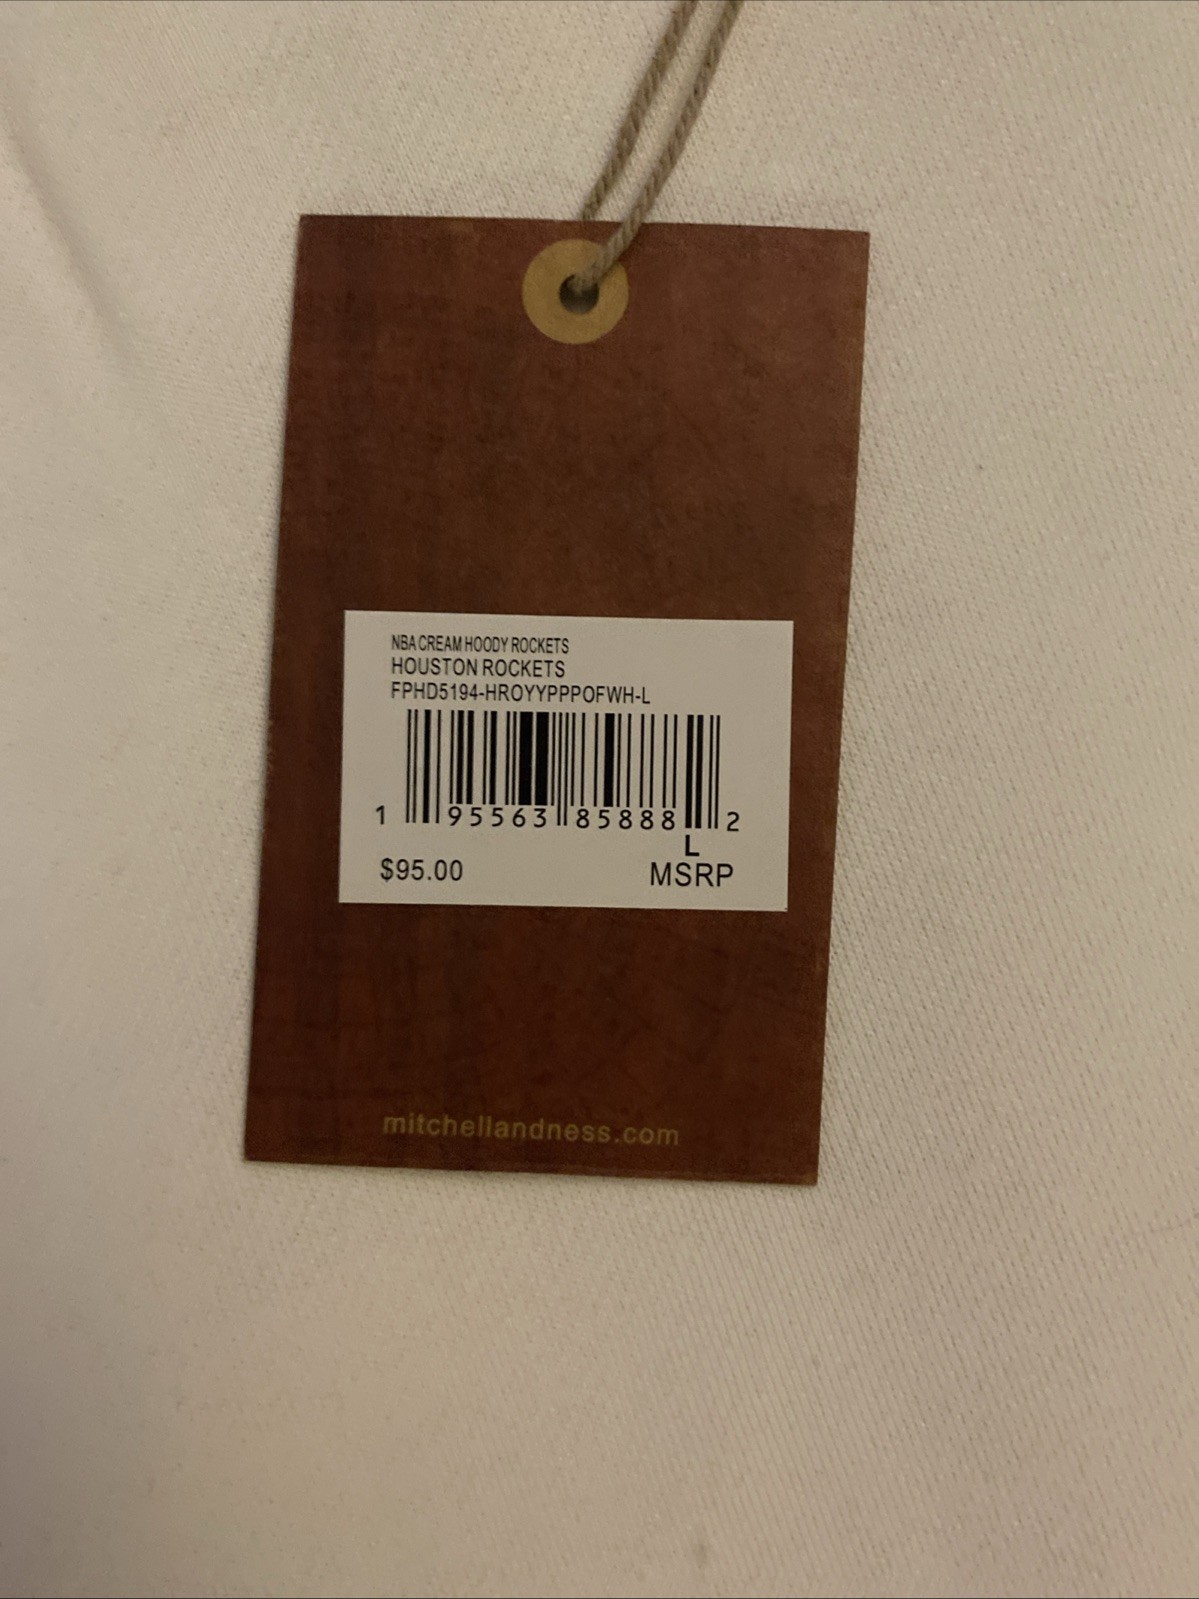 NBA CREAM HOODY ROCKETS
HOUSTON ROCKETS
FPHD5194-HROYYPPPOFWH-L
1 95563 85888 2
L
$95.00 MSRP
mitchellandness.com